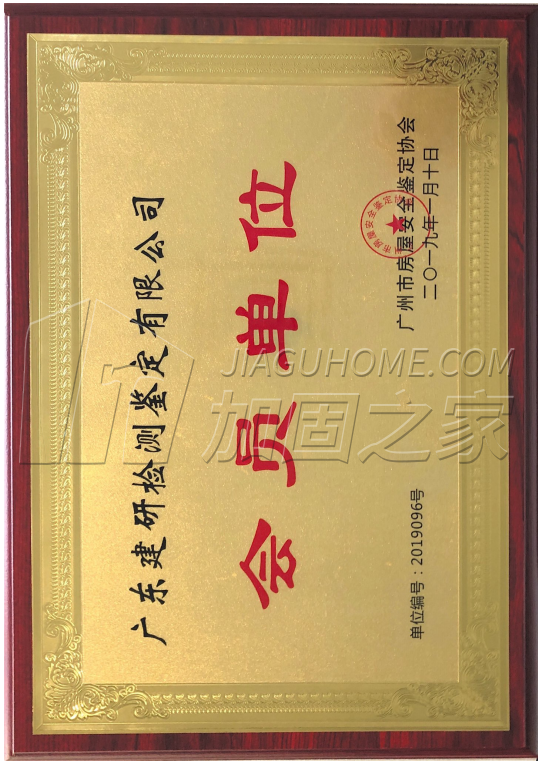 广东建研检测鉴定有限公司
会员单位
单位编号：2019096号
广州市房屋安全鉴定协会
二〇一九年一月十日
JIAGUHOME.COM
加固之家